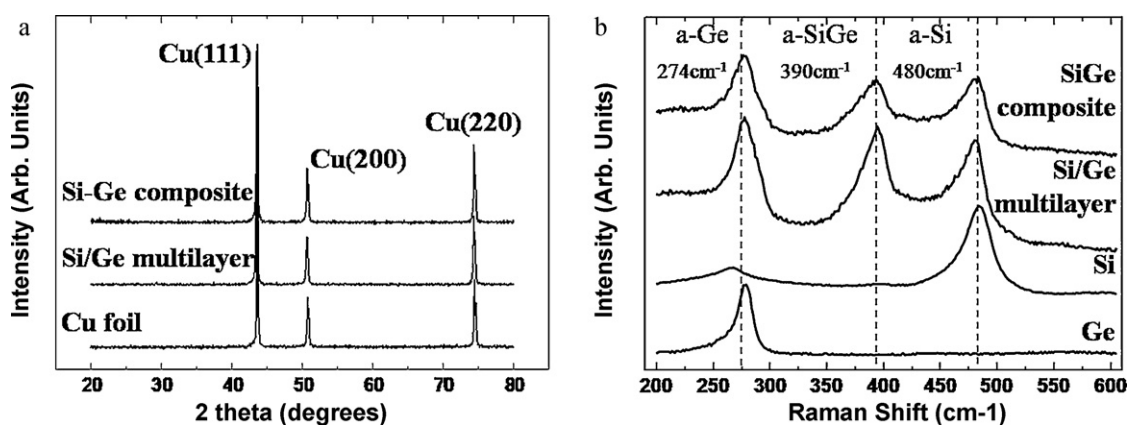 a
Cu(111)
Cu(220)
Cu(200)
Si-Ge composite
Si/Ge multilayer
Cu foil
Intensity (Arb. Units)
20 30 40 50 60 70 80
2 theta (degrees)
b
a-Ge a-SiGe a-Si
274cm-1 390cm-1 480cm-1
SiGe
composite
Si/Ge
multilayer
Si
Ge
Intensity (Arb. Units)
200 250 300 350 400 450 500 550 600
Raman Shift (cm-1)